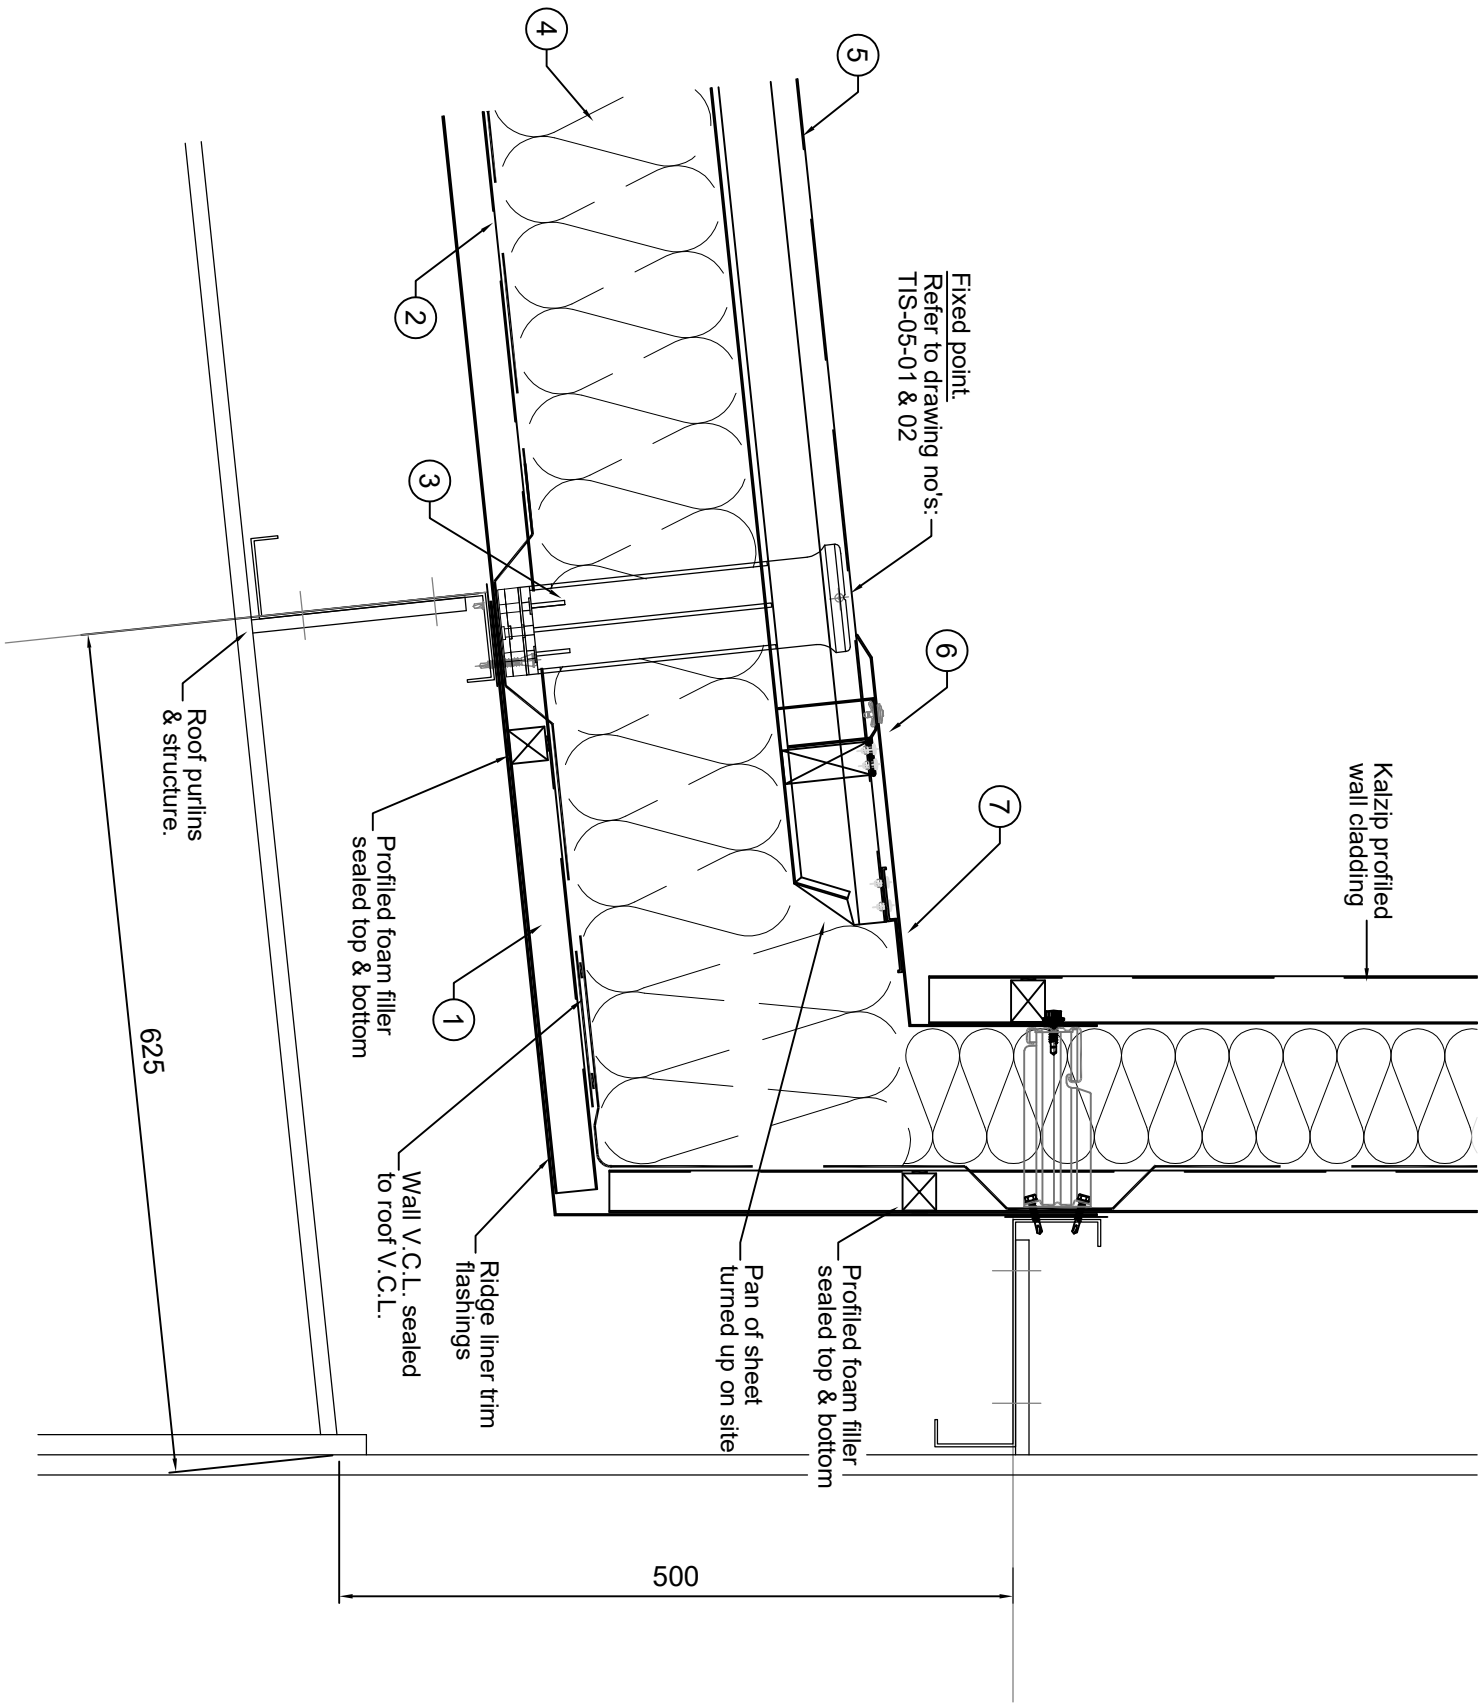 4
5
2
Fixed point.
Refer to drawing no's:
TIS-05-01 & 02
3
6
7
Kalzip profiled
wall cladding
Roof purlins
& structure.
Profiled foam filler
sealed top & bottom
1
625
Wall V.C.L. sealed
to roof V.C.L.
Ridge liner trim
flashings
Pan of sheet
turned up on site
Profiled foam filler
sealed top & bottom
500